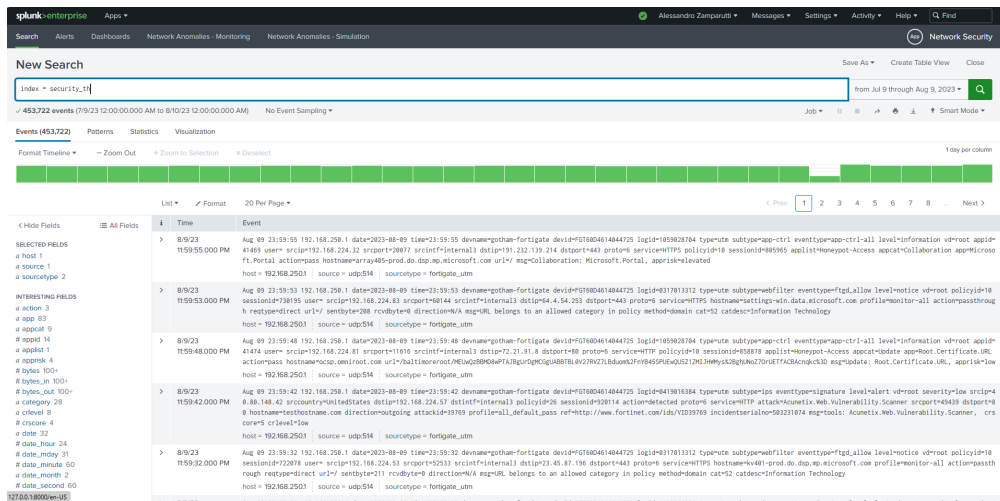 splunk>enterprise Apps ▾ Alessandro Zamparutti ▾ Messages ▾ Settings ▾ Activity ▾ Help ▾ Find
Search Alerts Dashboards Network Anomalies - Monitoring Network Anomalies - Simulation App Network Security
New Search Save As ▾ Create Table View Close
index = security_th from Jul 9 through Aug 9, 2023 ▾
✓ 453,722 events (7/9/23 12:00:00.000 AM to 8/10/23 12:00:00.000 AM) No Event Sampling ▾ Job ▾ Smart Mode ▾
Events (453,722) Patterns Statistics Visualization
Format Timeline ▾ — Zoom Out + Zoom to Selection × Deselect 1 day per column
List ▾ Format 20 Per Page ▾ < Prev 1 2 3 4 5 6 7 8 ... Next >
< Hide Fields All Fields i Time Event
SELECTED FIELDS
a host 1
a source 1
a sourcetype 2
INTERESTING FIELDS
a action 3
a app 83
a appcat 9
# appid 14
a applist 1
a apprisk 4
# bytes 100+
# bytes_in 100+
# bytes_out 100+
a category 28
a crlevel 8
# crscore 4
a date 32
# date_hour 24
# date_mday 31
# date_minute 60
a date_month 2
# date_second 60
127.0.0.1:8000/en-US
> 8/9/23
11:59:55.000 PM
Aug 09 23:59:55 192.168.250.1 date=2023-08-09 time=23:59:55 devname=gotham-fortigate devid=FGT60D4614044725 logid=1059028704 type=utm subtype=app-ctrl eventtype=app-ctrl-all level=information vd=root appid=
41469 user= srcip=192.168.224.32 srcport=20077 srcintf=internal3 dstip=191.232.139.214 dstport=443 proto=6 service=HTTPS policyid=10 sessionid=805965 applist=Honeypot-Access appcat=Collaboration app=Microso
ft.Portal action=pass hostname=array405-prod.do.dsp.mp.microsoft.com url=/ msg=Collaboration: Microsoft.Portal, apprisk=elevated
host = 192.168.250.1 source = udp:514 sourcetype = fortigate_utm
> 8/9/23
11:59:53.000 PM
Aug 09 23:59:53 192.168.250.1 date=2023-08-09 time=23:59:53 devname=gotham-fortigate devid=FGT60D4614044725 logid=0317013312 type=utm subtype=webfilter eventtype=ftgd_allow level=notice vd=root policyid=10
sessionid=730195 user= srcip=192.168.224.83 srcport=60144 srcintf=internal3 dstip=64.4.54.253 dstport=443 proto=6 service=HTTPS hostname=settings-win.data.microsoft.com profile=monitor-all action=passthroug
h reqtype=direct url=/ sentbyte=208 rcvdbyte=0 direction=N/A msg=URL belongs to an allowed category in policy method=domain cat=52 catdesc=Information Technology
host = 192.168.250.1 source = udp:514 sourcetype = fortigate_utm
> 8/9/23
11:59:48.000 PM
Aug 09 23:59:48 192.168.250.1 date=2023-08-09 time=23:59:48 devname=gotham-fortigate devid=FGT60D4614044725 logid=1059028704 type=utm subtype=app-ctrl eventtype=app-ctrl-all level=information vd=root appid=
41474 user= srcip=192.168.224.81 srcport=11616 srcintf=internal3 dstip=72.21.91.8 dstport=80 proto=6 service=HTTP policyid=10 sessionid=858878 applist=Honeypot-Access appcat=Update app=Root.Certificate.URL
action=pass hostname=ocsp.omniroot.com msg=Update: Root.Certificate.URL, apprisk=low
host = 192.168.250.1 source = udp:514 sourcetype = fortigate_utm
> 8/9/23
11:59:42.000 PM
Aug 09 23:59:42 192.168.250.1 date=2023-08-09 time=23:59:42 devname=gotham-fortigate devid=FGT60D4614044725 logid=0419016384 type=utm subtype=ips eventtype=signature level=alert vd=root severity=low srcip=4
0.80.148.42 srccountry=UnitedStates dstip=192.168.224.57 dstintf=internal3 policyid=26 sessionid=920114 action=detected proto=6 service=HTTP attack=Acunetix.Web.Vulnerability.Scanner srcport=49439 dstport=8
0 hostname=testhostname.com direction=outgoing attackid=39769 profile=all_default_pass ref=http://www.fortinet.com/ids/VID39769 incidentserialno=503231074 msg=tools: Acunetix.Web.Vulnerability.Scanner, crs
core=5 crlevel=low
host = 192.168.250.1 source = udp:514 sourcetype = fortigate_utm
> 8/9/23
11:59:32.000 PM
Aug 09 23:59:32 192.168.250.1 date=2023-08-09 time=23:59:32 devname=gotham-fortigate devid=FGT60D4614044725 logid=0317013312 type=utm subtype=webfilter eventtype=ftgd_allow level=notice vd=root policyid=10
sessionid=722078 user= srcip=192.168.224.53 srcport=52533 srcintf=internal3 dstip=23.45.87.196 dstport=443 proto=6 service=HTTPS hostname=kv401-prod.do.dsp.mp.microsoft.com profile=monitor-all action=passth
rough reqtype=direct url=/ sentbyte=211 rcvdbyte=0 direction=N/A msg=URL belongs to an allowed category in policy method=domain cat=52 catdesc=Information Technology
host = 192.168.250.1 source = udp:514 sourcetype = fortigate_utm